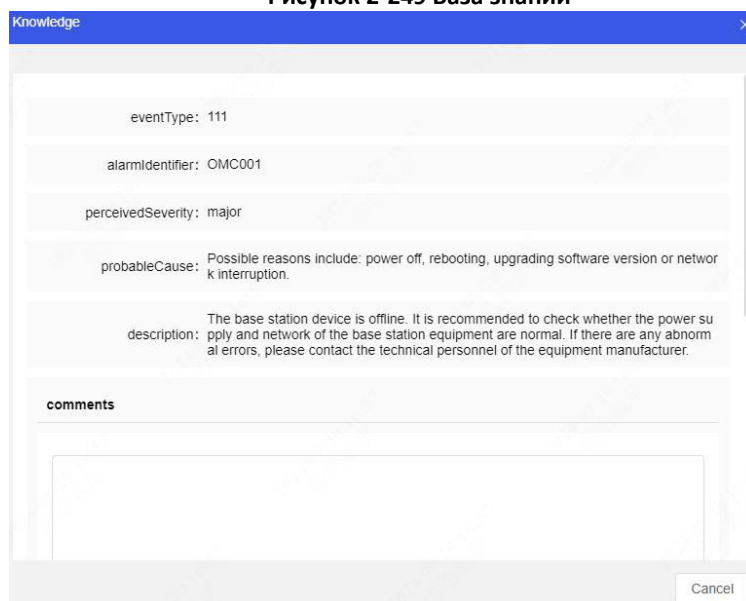 Рисунок 2-249 База знаний
Knowledge
eventType: 111
alarmIdentifier: OMC001
perceivedSeverity: major
probableCause: Possible reasons include: power off, rebooting, upgrading software version or networ
k interruption.
description: The base station device is offline. It is recommended to check whether the power su
pply and network of the base station equipment are normal. If there are any abnorm
al errors, please contact the technical personnel of the equipment manufacturer.
comments
Cancel